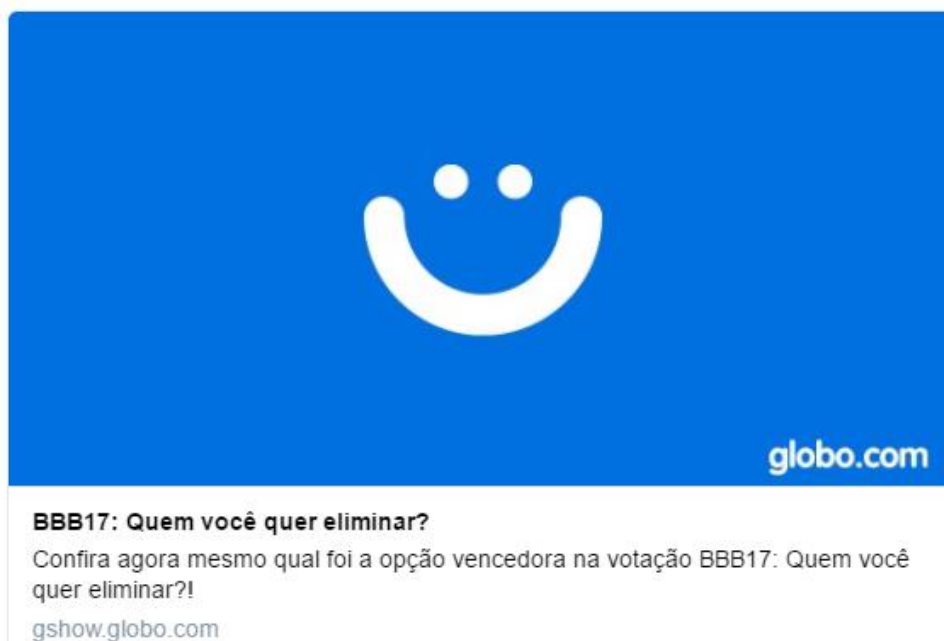 globo.com
BBB17: Quem você quer eliminar?
Confira agora mesmo qual foi a opção vencedora na votação BBB17: Quem você
quer eliminar?!
gshow.globo.com